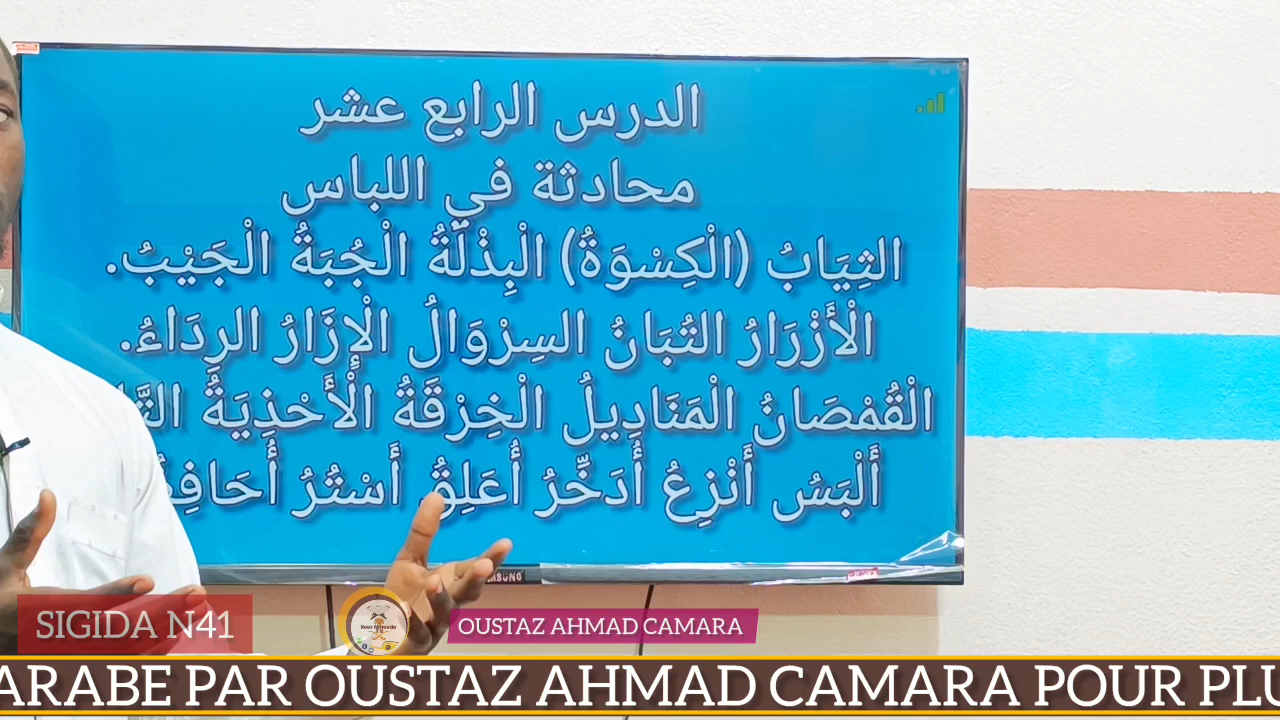 الدرس الرابع عشر
محادثة في اللباس
الثِيَابُ (الْكِسْوَةُ) الْبِذْلَةُ الْجُبَةُ الْجَيْبُ.
الْأَزْرَارُ التُبَانُ السِرْوَالُ الْإِزَارُ الرِدَاءُ.
الْقُمْصَانُ الْمَنَادِيلُ الْخِرْقَةُ الْأَحْذِيَةُ
أَلْبَسُ أَنْزِعُ أُدَخِّرُ أُعَلِقُ أَسْتُرُ
SIGIDA N41
OUSTAZ AHMAD CAMARA
ARABE PAR OUSTAZ AHMAD CAMARA POUR PLU